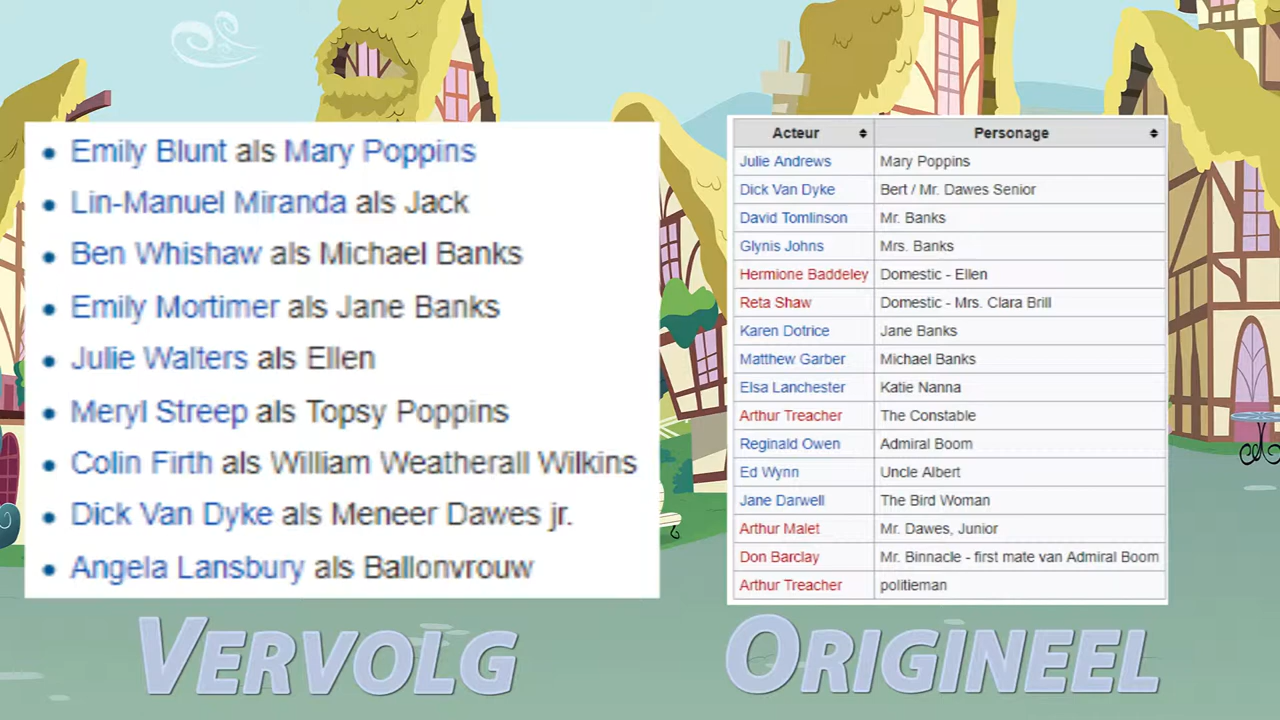 Emily Blunt als Mary Poppins
Lin-Manuel Miranda als Jack
Ben Whishaw als Michael Banks
Emily Mortimer als Jane Banks
Julie Walters als Ellen
Meryl Streep als Topsy Poppins
Colin Firth als William Weatherall Wilkins
Dick Van Dyke als Meneer Dawes jr.
Angela Lansbury als Ballonvrouw
VERVOLG
Acteur Personage
Julie Andrews Mary Poppins
Dick Van Dyke Bert / Mr. Dawes Senior
David Tomlinson Mr. Banks
Glynis Johns Mrs. Banks
Hermione Baddeley Domestic - Ellen
Reta Shaw Domestic - Mrs. Clara Brill
Karen Dotrice Jane Banks
Matthew Garber Michael Banks
Elsa Lanchester Katie Nanna
Arthur Treacher The Constable
Reginald Owen Admiral Boom
Ed Wynn Uncle Albert
Jane Darwell The Bird Woman
Arthur Malet Mr. Dawes, Junior
Don Barclay Mr. Binnacle - first mate van Admiral Boom
Arthur Treacher politieman
ORIGINEEL